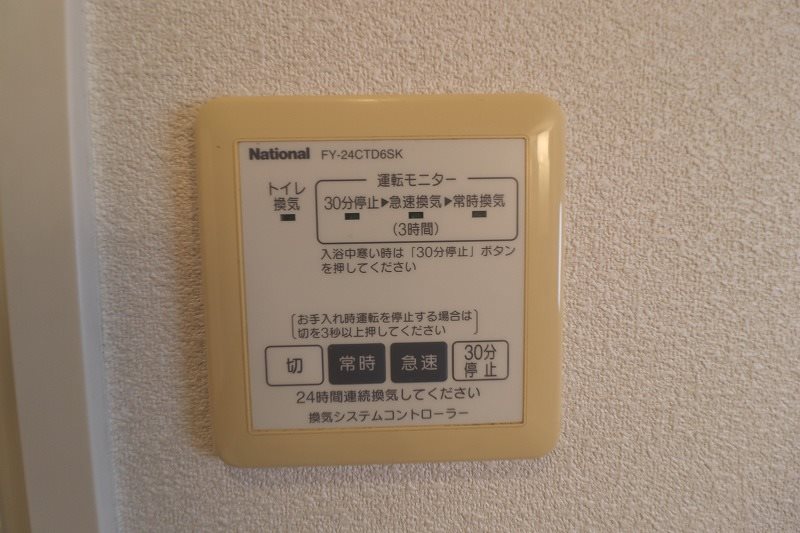 National FY-24CTD6SK
運転モニター
トイレ
換気
30分停止▶急速換気▶常時換気
(3時間)
入浴中寒い時は「30分停止」ボタン
を押してください
お手入れ時運転を停止する場合は
切を3秒以上押してください
切 常時 急速 30分
停止
24時間連続換気してください
換気システムコントローラー